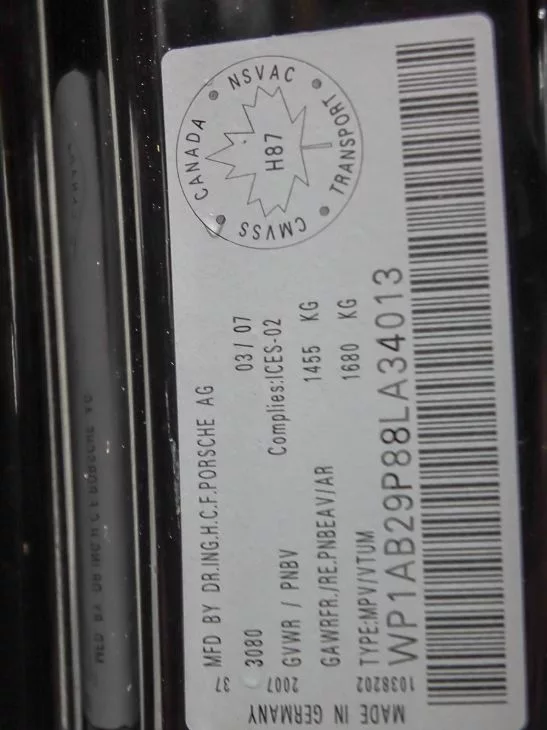 NSVAC
CANADA
TRANSPORT
H87
CMVSS
MFD BY DR.ING.H.C.F.PORSCHE AG
3080 03/07
GVWR / PNBV Complies:ICES-02
GAWRFR./RE.PNBEAV/AR 1455 KG
TYPE:MPV/VTUM 1680 KG
WP1AB29P88LA34013
37
2007
1038202
MADE IN GERMANY